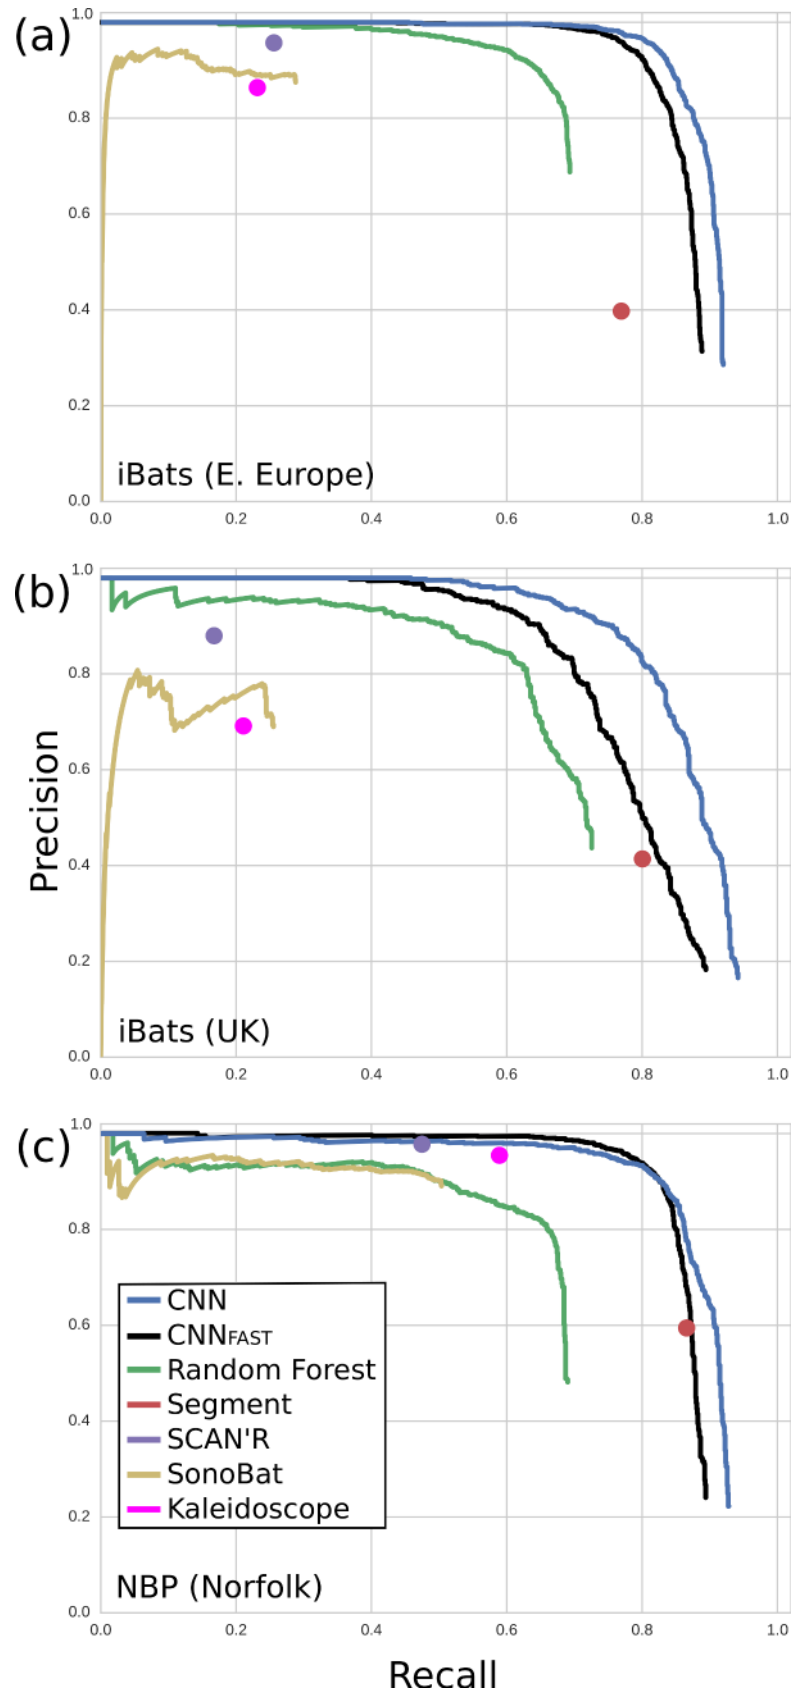 (a)
1.0
0.8
0.6
0.4
0.2
0.0
iBats (E. Europe)
0.0 0.2 0.4 0.6 0.8 1.0
(b)
1.0
0.8
0.6
0.4
0.2
0.0
Precision
iBats (UK)
0.0 0.2 0.4 0.6 0.8 1.0
(c)
1.0
0.8
0.6
0.4
0.2
0.0
CNN
CNNFAST
Random Forest
Segment
SCAN'R
SonoBat
Kaleidoscope
NBP (Norfolk)
0.0 0.2 0.4 0.6 0.8 1.0
Recall